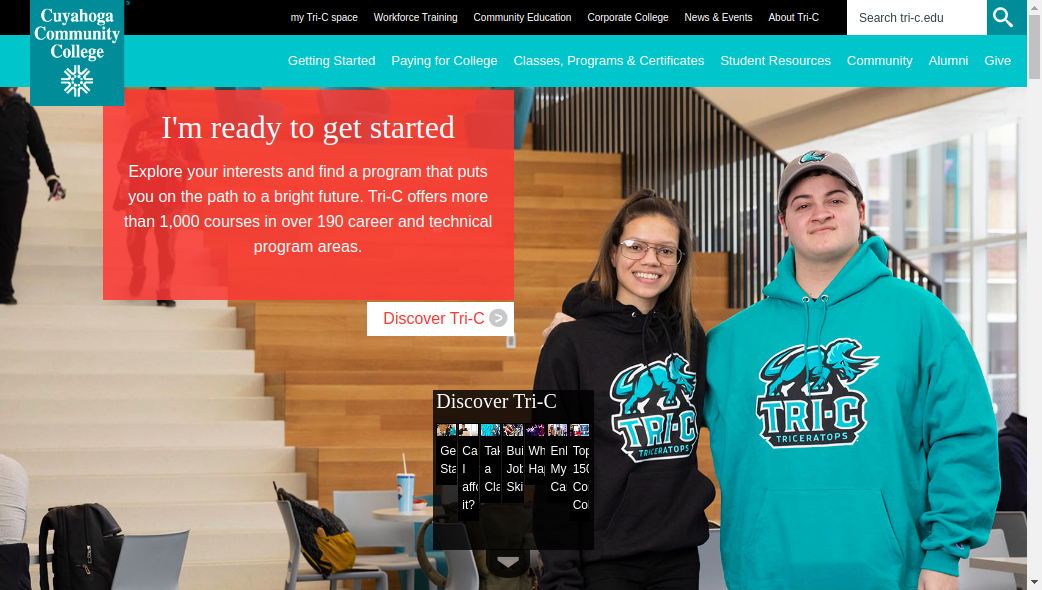 Cuyahoga
Community
College
my Tri-C space Workforce Training Community Education Corporate College News & Events About Tri-C
Search tri-c.edu
Getting Started Paying for College Classes, Programs & Certificates Student Resources Community Alumni Give
I'm ready to get started
Explore your interests and find a program that puts
you on the path to a bright future. Tri-C offers more
than 1,000 courses in over 190 career and technical
program areas.
Discover Tri-C >
Discover Tri-C
Ge
Sta
Ca
I
affo
it?
Tak
a
Cla
Bui
Job
Ski
Wh
Hap
Enl
My
Ca
Top
150
Co
Col
TRI-C
TRICERATOPS
TRI-C
TRICERATOPS